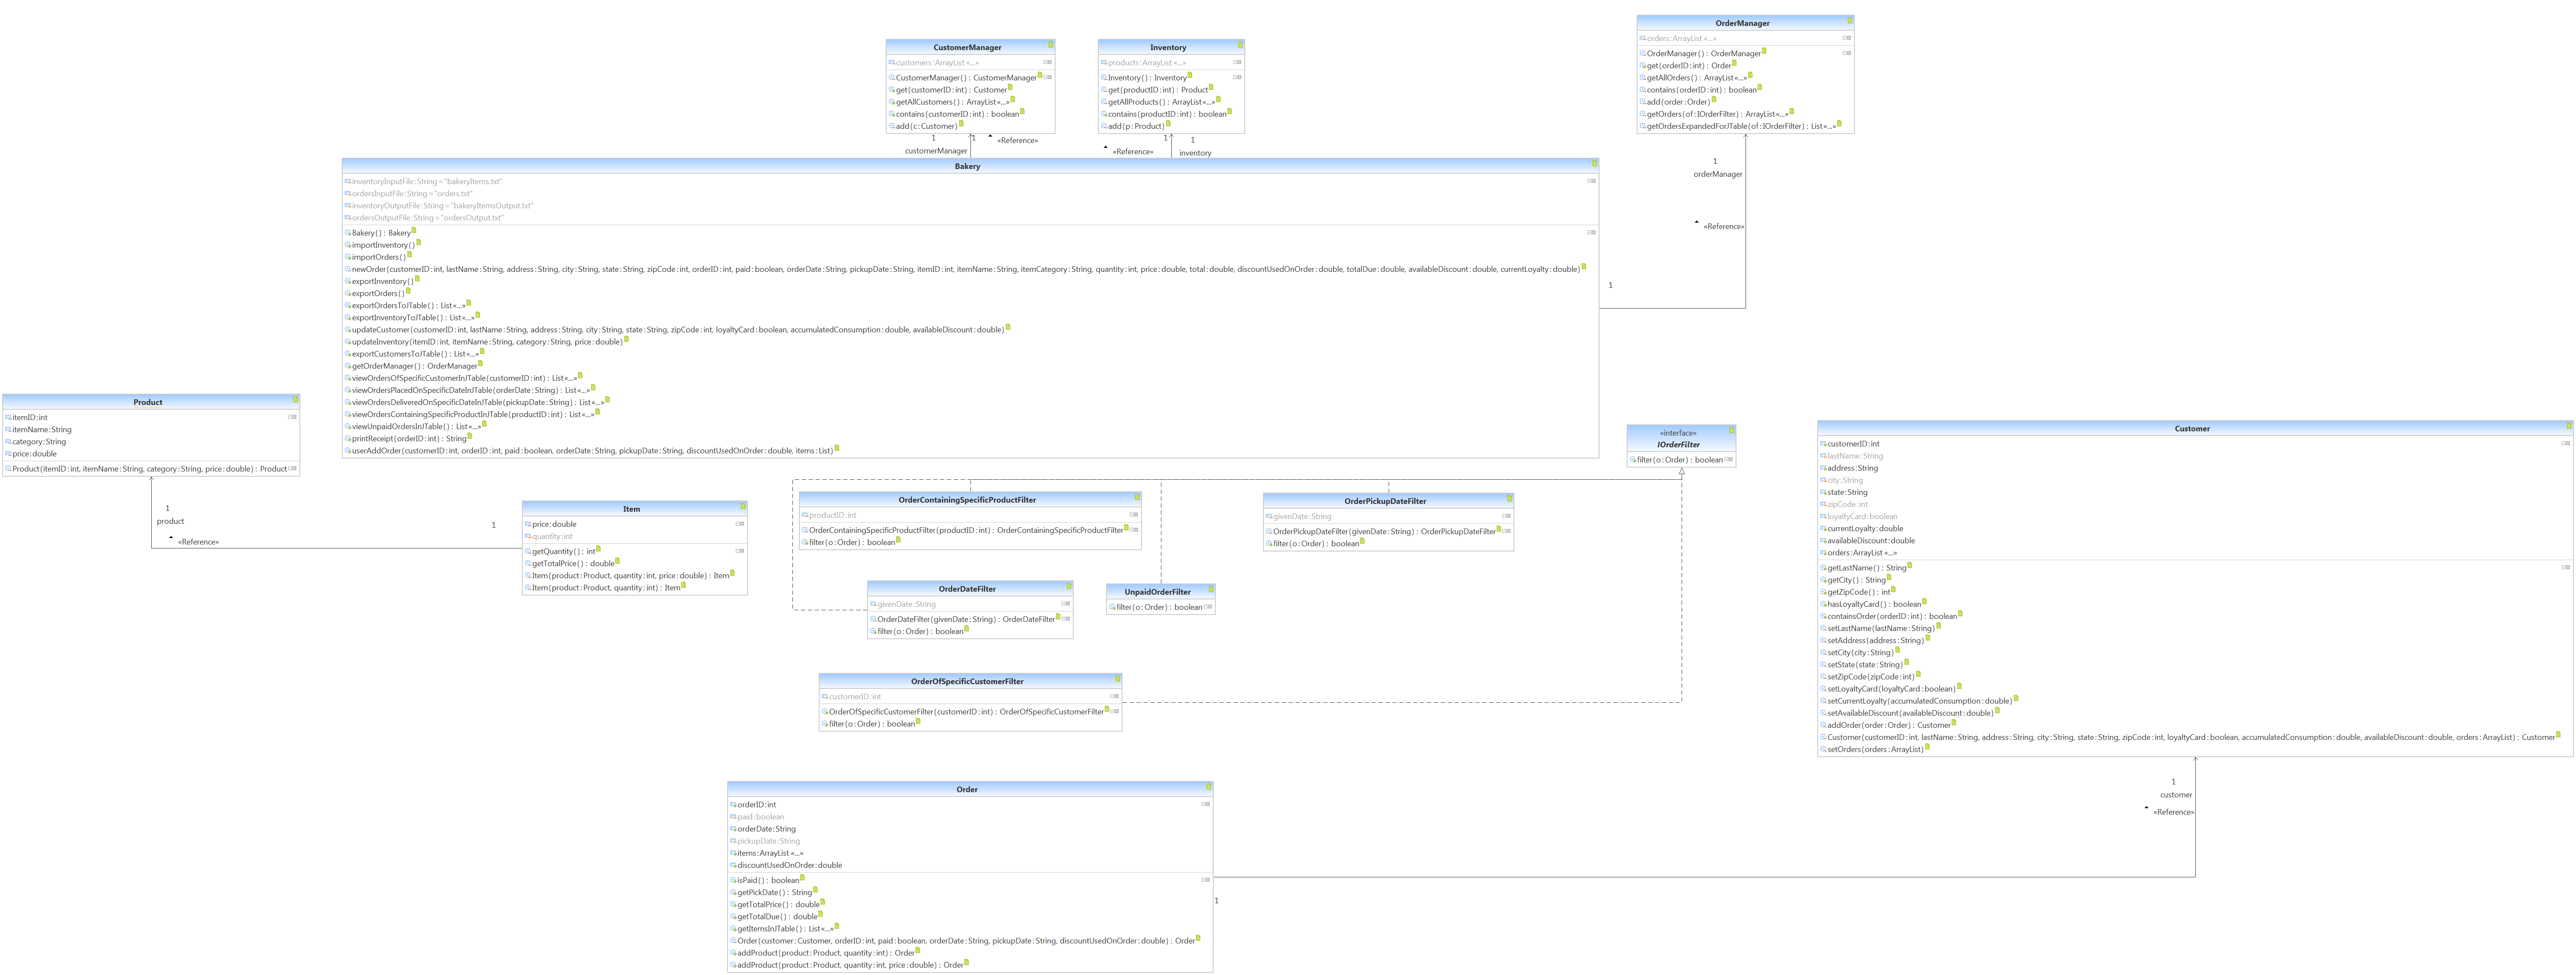 CustomerManager
customers:ArrayList «...»
CustomerManager ( ) : CustomerManager
get ( customerID : int ) : Customer
getAllCustomers ( ) : ArrayList «...»
contains ( customerID : int ) : boolean
add ( c : Customer )
Inventory
products:ArrayList «...»
Inventory ( ) : Inventory
get ( productID : int ) : Product
getAllProducts ( ) : ArrayList «...»
contains ( productID : int ) : boolean
add ( p : Product )
OrderManager
orders:ArrayList «...»
OrderManager ( ) : OrderManager
get ( orderID : int ) : Order
getAllOrders ( ) : ArrayList «...»
contains ( orderID : int ) : boolean
add ( order : Order )
getOrders ( of : IOrderFilter ) : ArrayList «...»
getOrdersExpandedForJTable ( of : IOrderFilter ) : List «...»
1
1
«Reference»
customerManager
1
1
«Reference»
inventory
1
orderManager
«Reference»
1
Bakery
inventoryInputFile:String = "bakeryItems.txt"
ordersInputFile:String = "orders.txt"
inventoryOutputFile:String = "bakeryItemsOutput.txt"
ordersOutputFile:String = "ordersOutput.txt"
Bakery ( ) : Bakery
importInventory ( )
importOrders ( )
newOrder ( customerID : int, lastName : String, address : String, city : String, state : String, zipCode : int, orderID : int, paid : boolean, orderDate : String, pickupDate : String, itemID : int, itemName : String, itemCategory : String, quantity : int, price : double, total : double, discountUsedOnOrder : double, totalDue : double, availableDiscount : double, currentLoyalty : double )
exportInventory ( )
exportOrders ( )
exportOrdersToJTable ( ) : List «...»
exportInventoryToJTable ( ) : List «...»
updateCustomer ( customerID : int, lastName : String, address : String, city : String, state : String, zipCode : int, loyaltyCard : boolean, accumulatedConsumption : double, availableDiscount : double )
updateInventory ( itemID : int, itemName : String, category : String, price : double )
exportCustomersToJTable ( ) : List «...»
getOrderManager ( ) : OrderManager
viewOrdersOfSpecificCustomerInJTable ( customerID : int ) : List «...»
viewOrdersPlacedOnSpecificDateInJTable ( orderDate : String ) : List «...»
viewOrdersDeliveredOnSpecificDateInJTable ( pickupDate : String ) : List «...»
viewOrdersContainingSpecificProductInJTable ( productID : int ) : List «...»
viewUnpaidOrdersInJTable ( ) : List «...»
printReceipt ( orderID : int ) : String
userAddOrder ( customerID : int, orderID : int, paid : boolean, orderDate : String, pickupDate : String, discountUsedOnOrder : double, items : List )
Product
itemID:int
itemName:String
category:String
price:double
Product ( itemID : int, itemName : String, category : String, price : double ) : Product
1
product
«Reference»
1
Item
price:double
quantity:int
getQuantity ( ) : int
getTotalPrice ( ) : double
Item ( product : Product, quantity : int, price : double ) : Item
Item ( product : Product, quantity : int ) : Item
«interface»
IOrderFilter
filter ( o : Order ) : boolean
OrderContainingSpecificProductFilter
productID:int
OrderContainingSpecificProductFilter ( productID : int ) : OrderContainingSpecificProductFilter
filter ( o : Order ) : boolean
OrderPickupDateFilter
givenDate:String
OrderPickupDateFilter ( givenDate : String ) : OrderPickupDateFilter
filter ( o : Order ) : boolean
OrderDateFilter
givenDate:String
OrderDateFilter ( givenDate : String ) : OrderDateFilter
filter ( o : Order ) : boolean
UnpaidOrderFilter
filter ( o : Order ) : boolean
OrderOfSpecificCustomerFilter
customerID:int
OrderOfSpecificCustomerFilter ( customerID : int ) : OrderOfSpecificCustomerFilter
filter ( o : Order ) : boolean
Customer
customerID:int
lastName:String
address:String
city:String
state:String
zipCode:int
loyaltyCard:boolean
currentLoyalty:double
availableDiscount:double
orders:ArrayList «...»
getLastName ( ) : String
getCity ( ) : String
getZipCode ( ) : int
hasLoyaltyCard ( ) : boolean
containsOrder ( orderID : int ) : boolean
setLastName ( lastName : String )
setAddress ( address : String )
setCity ( city : String )
setState ( state : String )
setZipCode ( zipCode : int )
setLoyaltyCard ( loyaltyCard : boolean )
setCurrentLoyalty ( accumulatedConsumption : double )
setAvailableDiscount ( availableDiscount : double )
addOrder ( order : Order ) : Customer
Customer ( customerID : int, lastName : String, address : String, city : String, state : String, zipCode : int, loyaltyCard : boolean, accumulatedConsumption : double, availableDiscount : double, orders : ArrayList ) : Customer
setOrders ( orders : ArrayList )
1
customer
«Reference»
1
Order
orderID:int
paid:boolean
orderDate:String
pickupDate:String
items:ArrayList «...»
discountUsedOnOrder:double
isPaid ( ) : boolean
getPickDate ( ) : String
getTotalPrice ( ) : double
getTotalDue ( ) : double
getItemsInJTable ( ) : List «...»
Order ( customer : Customer, orderID : int, paid : boolean, orderDate : String, pickupDate : String, discountUsedOnOrder : double ) : Order
addProduct ( product : Product, quantity : int ) : Order
addProduct ( product : Product, quantity : int, price : double ) : Order